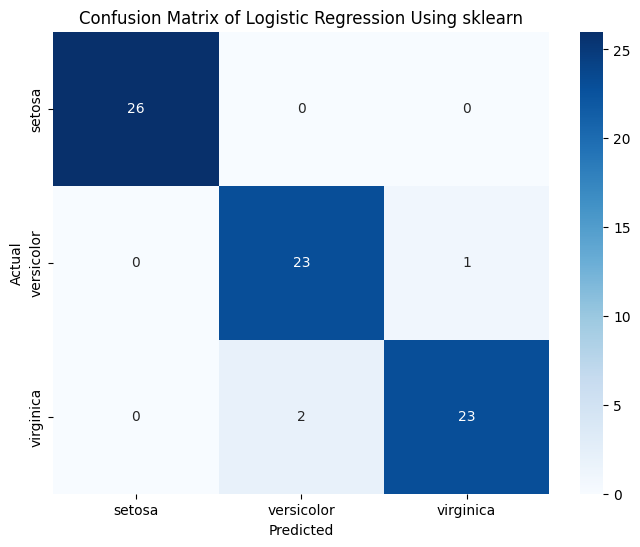 Confusion Matrix of Logistic Regression Using sklearn
setosa
26
0
0
versicolor
0
23
1
virginica
0
2
23
Actual
setosa
versicolor
virginica
Predicted
25
20
15
10
5
0